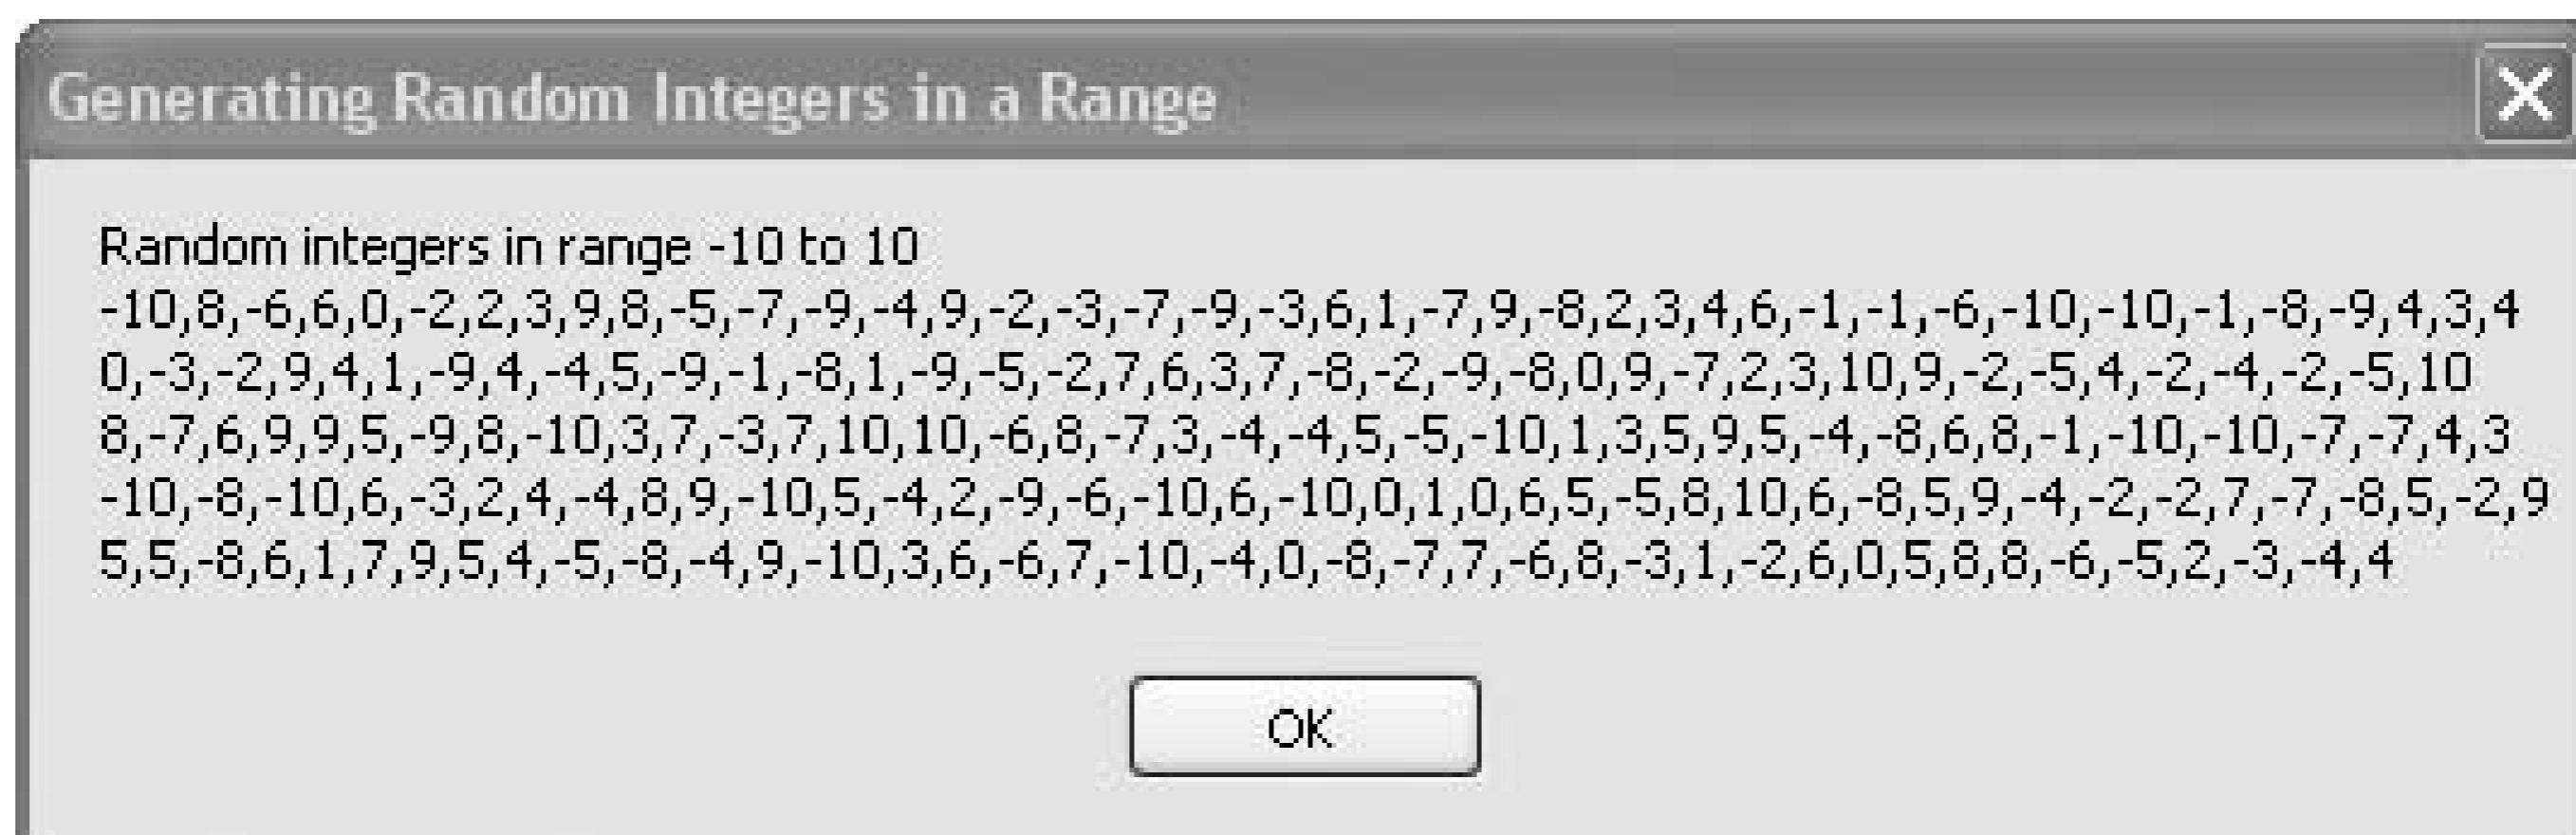 Generating Random Integers in a Range
Random integers in range -10 to 10
-10,8,-6,6,0,-2,2,3,9,8,-5,-7,-9,-4,9,-2,-3,-7,-9,-3,6,1,-7,9,-8,2,3,4,6,-1,-1,-6,-10,-10,-1,-8,-9,4,3,4
0,-3,-2,9,4,1,-9,4,-4,5,-9,-1,-8,1,-9,-5,-2,7,6,3,7,-8,-2,-9,-8,0,9,-7,2,3,10,9,-2,-5,4,-2,-4,-2,-5,10
8,-7,6,9,9,5,-9,8,-10,3,7,-3,7,10,10,-6,8,-7,3,-4,-4,5,-5,-10,1,3,5,9,5,-4,-8,6,8,-1,-10,-10,-7,-7,4,3
-10,-8,-10,6,-3,2,4,-4,8,9,-10,5,-4,2,-9,-6,-10,6,-10,0,1,0,6,5,-5,8,10,6,-8,5,9,-4,-2,-2,7,-7,-8,5,-2,9
5,5,-8,6,1,7,9,5,4,-5,-8,-4,9,-10,3,6,-6,7,-10,-4,0,-8,-7,7,-6,8,-3,1,-2,6,0,5,8,8,-6,-5,2,-3,-4,4
OK